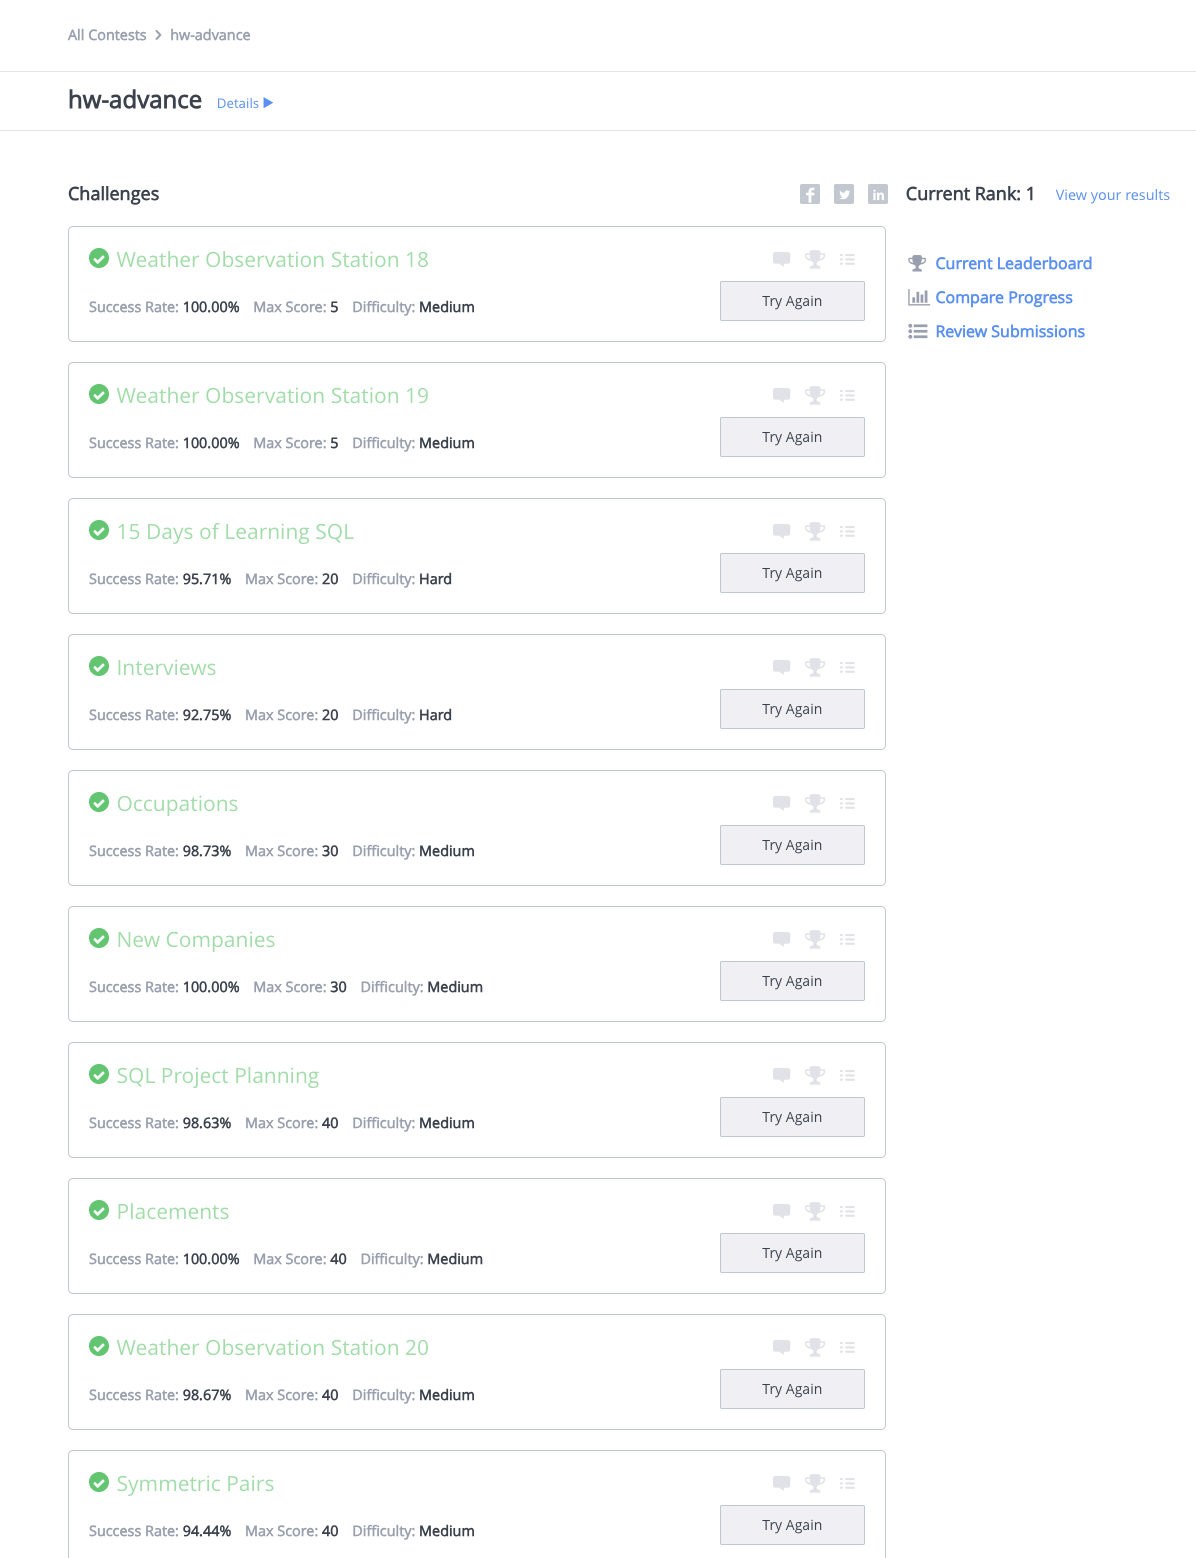 All Contests > hw-advance
hw-advance Details
Challenges
Current Rank: 1 View your results
Weather Observation Station 18
Success Rate: 100.00% Max Score: 5 Difficulty: Medium
Try Again
Current Leaderboard
Compare Progress
Review Submissions
Weather Observation Station 19
Success Rate: 100.00% Max Score: 5 Difficulty: Medium
Try Again
15 Days of Learning SQL
Success Rate: 95.71% Max Score: 20 Difficulty: Hard
Try Again
Interviews
Success Rate: 92.75% Max Score: 20 Difficulty: Hard
Try Again
Occupations
Success Rate: 98.73% Max Score: 30 Difficulty: Medium
Try Again
New Companies
Success Rate: 100.00% Max Score: 30 Difficulty: Medium
Try Again
SQL Project Planning
Success Rate: 98.63% Max Score: 40 Difficulty: Medium
Try Again
Placements
Success Rate: 100.00% Max Score: 40 Difficulty: Medium
Try Again
Weather Observation Station 20
Success Rate: 98.67% Max Score: 40 Difficulty: Medium
Try Again
Symmetric Pairs
Success Rate: 94.44% Max Score: 40 Difficulty: Medium
Try Again